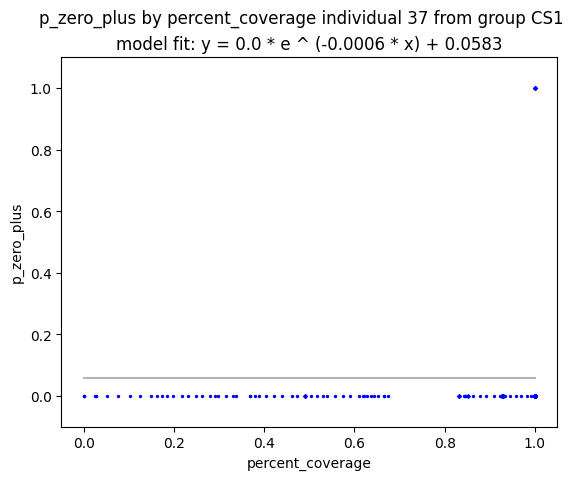 p_zero_plus by percent_coverage individual 37 from group CS1
model fit: y = 0.0 * e ^ (-0.0006 * x) + 0.0583
1.0
0.8
0.6
0.4
0.2
0.0
p_zero_plus
0.0 0.2 0.4 0.6 0.8 1.0
percent_coverage